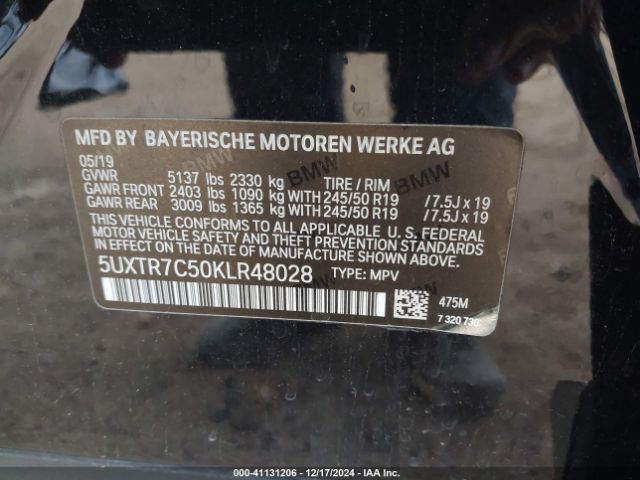 MFD BY BAYERISCHE MOTOREN WERKE AG
05/19
GVWR 5137 lbs 2330 kg TIRE / RIM
GAWR FRONT 2403 lbs 1090 kg WITH 245/50 R19 / 7.5J x 19
GAWR REAR 3009 lbs 1365 kg WITH 245/50 R19 / 7.5J x 19
THIS VEHICLE CONFORMS TO ALL APPLICABLE U. S. FEDERAL
MOTOR VEHICLE SAFETY, BUMPER, AND THEFT PREVENTION
STANDARDS IN EFFECT ON THE DATE OF
MANUFACTURE SHOWN ABOVE.
5UXTR7C50KLR48028 TYPE: MPV
475M
7 320 730
000-41131206 - 12/17/2024 - IAA Inc.